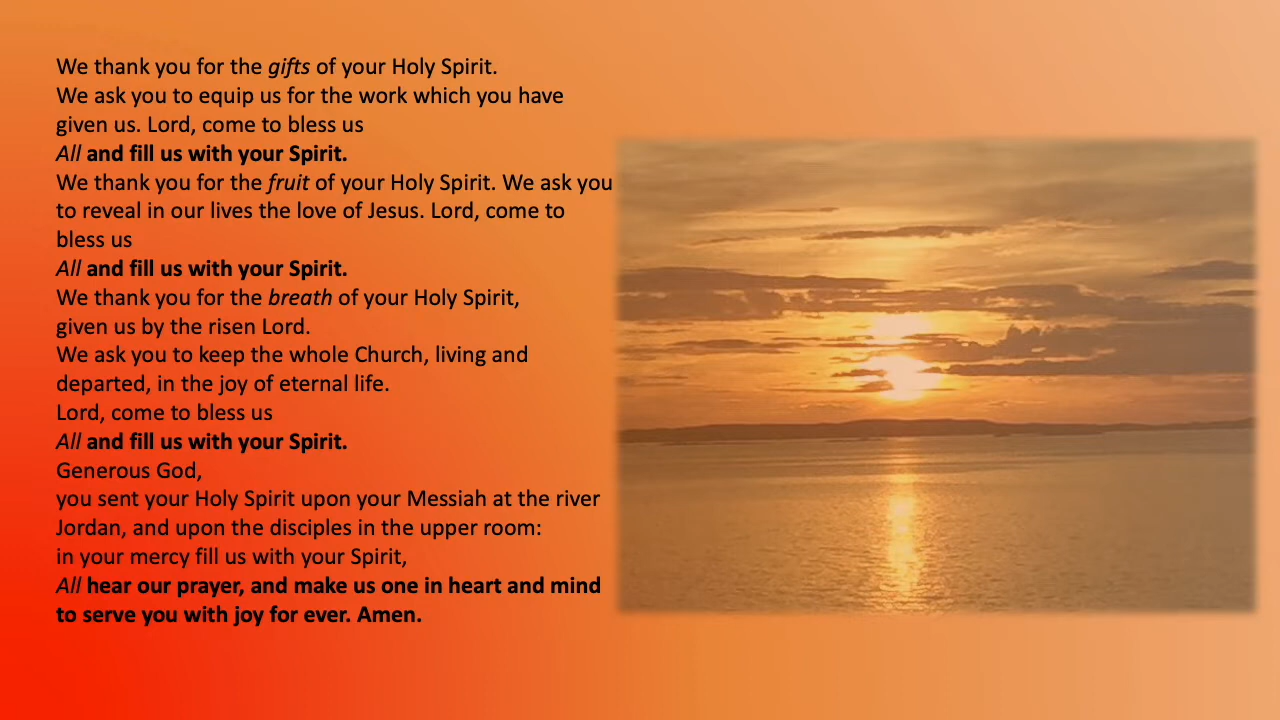 We thank you for the gifts of your Holy Spirit.
We ask you to equip us for the work which you have
given us. Lord, come to bless us
All and fill us with your Spirit.
We thank you for the fruit of your Holy Spirit. We ask you
to reveal in our lives the love of Jesus. Lord, come to
bless us
All and fill us with your Spirit.
We thank you for the breath of your Holy Spirit,
given us by the risen Lord.
We ask you to keep the whole Church, living and
departed, in the joy of eternal life.
Lord, come to bless us
All and fill us with your Spirit.
Generous God,
you sent your Holy Spirit upon your Messiah at the river
Jordan, and upon the disciples in the upper room:
in your mercy fill us with your Spirit,
All hear our prayer, and make us one in heart and mind
to serve you with joy for ever. Amen.